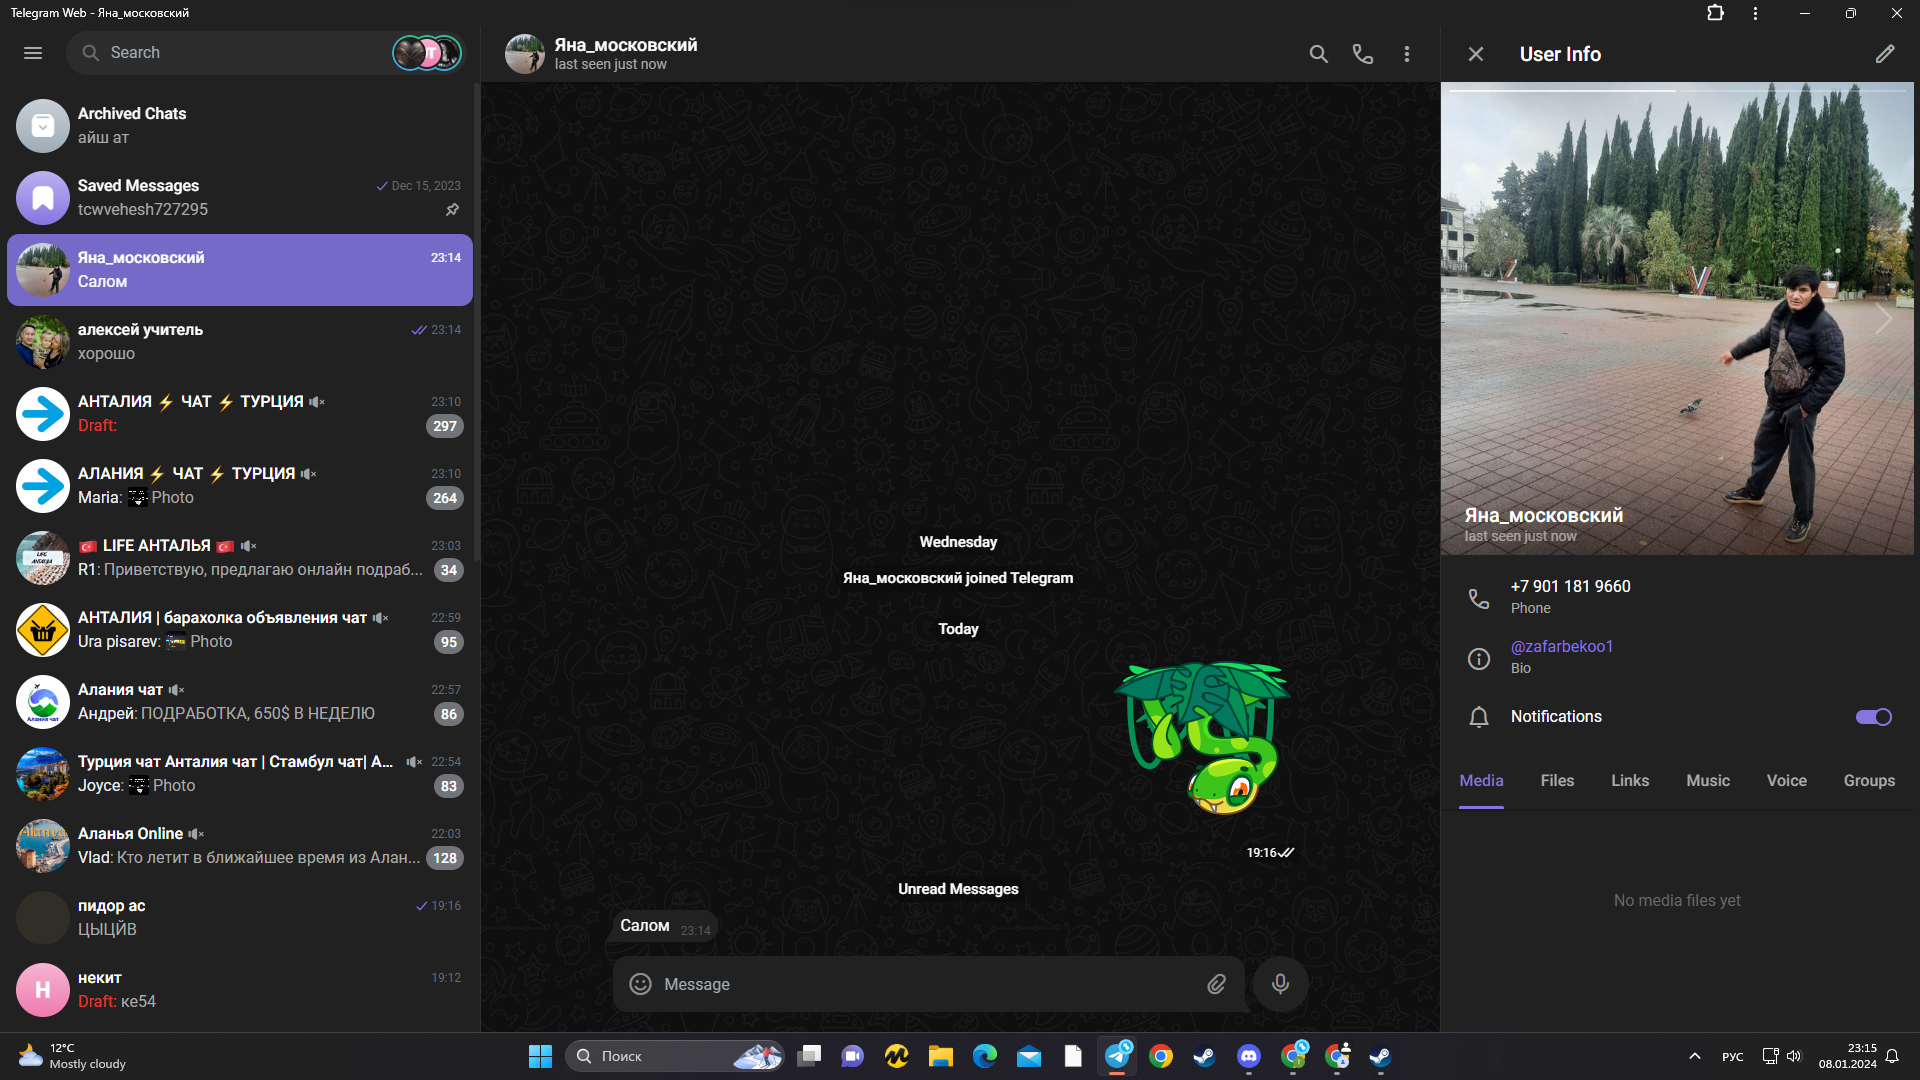 Telegram Web - Яна_московский
Search
T
Archived Chats
айш ат
Saved Messages
Dec 15, 2023
tcwvehesh727295
Яна_московский
23:14
Салом
алексей учитель
23:14
хорошо
АНТАЛИЯ ⚡ ЧАТ ⚡ ТУРЦИЯ
23:10
Draft:
297
АЛАНИЯ ⚡ ЧАТ ⚡ ТУРЦИЯ
23:10
Maria: Photo
264
🇹🇷 LIFE АНТАЛЬЯ 🇹🇷
23:03
R1: Приветствую, предлагаю онлайн подраб...
34
АНТАЛИЯ | барахолка объявления чат
22:59
Ura pisarev: Photo
95
Алания чат
22:57
Андрей: ПОДРАБОТКА, 650$ В НЕДЕЛЮ
86
Турция чат Анталия чат | Стамбул чат| А...
22:54
Joyce: Photo
83
Аланья Online
22:03
Vlad: Кто летит в ближайшее время из Алан...
128
пидор ас
19:16
ЦЫЦЙВ
Н
некит
19:12
Draft: ке54
Яна_московский
last seen just now
Wednesday
Яна_московский joined Telegram
Today
19:16
Unread Messages
Салом 23:14
Message
User Info
Z
V
Яна_московский
last seen just now
+7 901 181 9660
Phone
@zafarbekoo1
Bio
Notifications
Media Files Links Music Voice Groups
No media files yet
12°C
Mostly cloudy
Поиск
РУС
23:15
08.01.2024